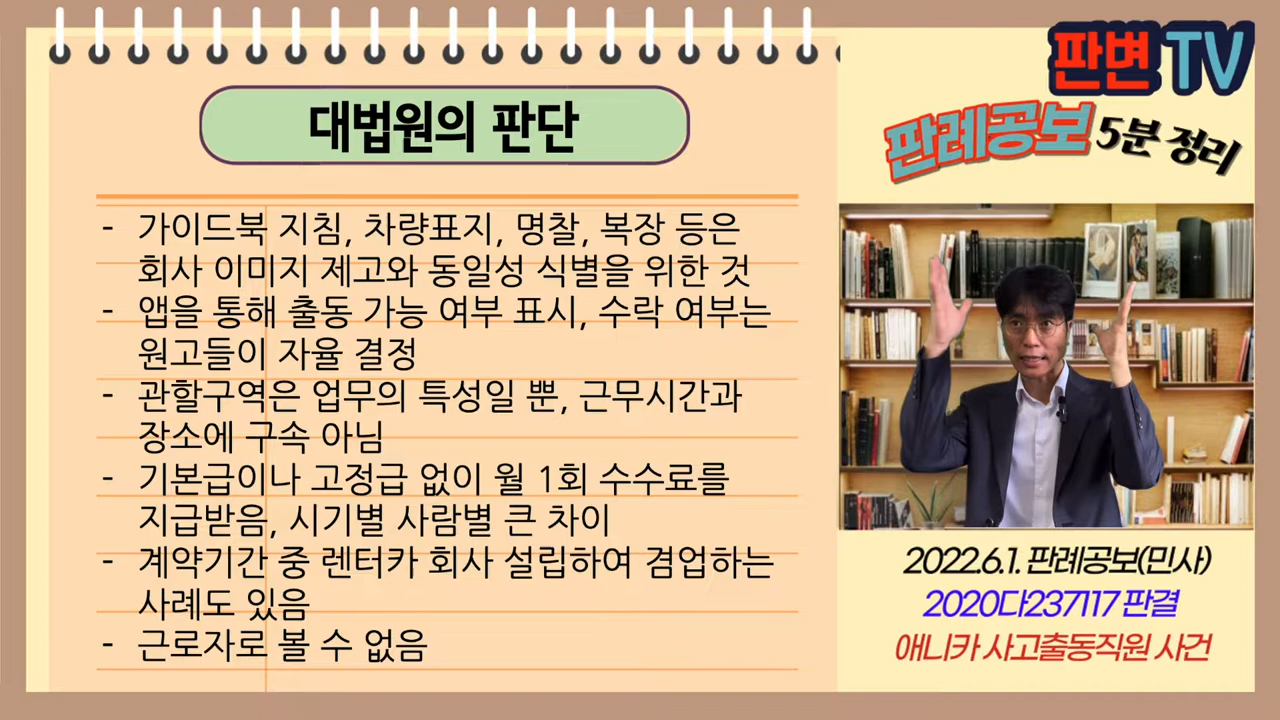 대법원의 판단
- 가이드북 지침, 차량표지, 명찰, 복장 등은
회사 이미지 제고와 동일성 식별을 위한 것
- 앱을 통해 출동 가능 여부 표시, 수락 여부는
원고들이 자율 결정
- 관할구역은 업무의 특성일 뿐, 근무시간과
장소에 구속 아님
- 기본급이나 고정급 없이 월 1회 수수료를
지급받음, 시기별 사람별 큰 차이
- 계약기간 중 렌터카 회사 설립하여 겸업하는
사례도 있음
- 근로자로 볼 수 없음
판변 TV
판례공보 5분 정리
2022.6.1. 판례공보(민사)
2020다237117 판결
애니카 사고출동직원 사건